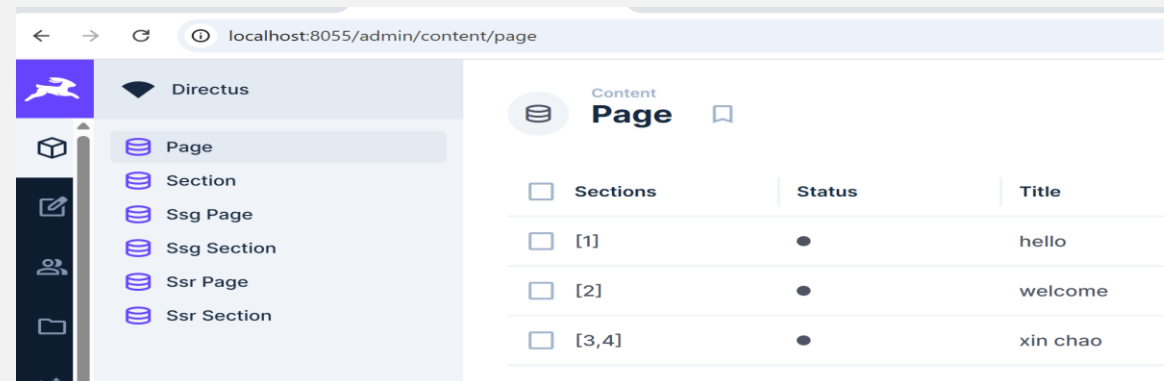 localhost:8055/admin/content/page
Directus
Page
Section
Ssg Page
Ssg Section
Ssr Page
Ssr Section
Content
Page
Sections Status Title
[1] hello
[2] welcome
[3,4] xin chao